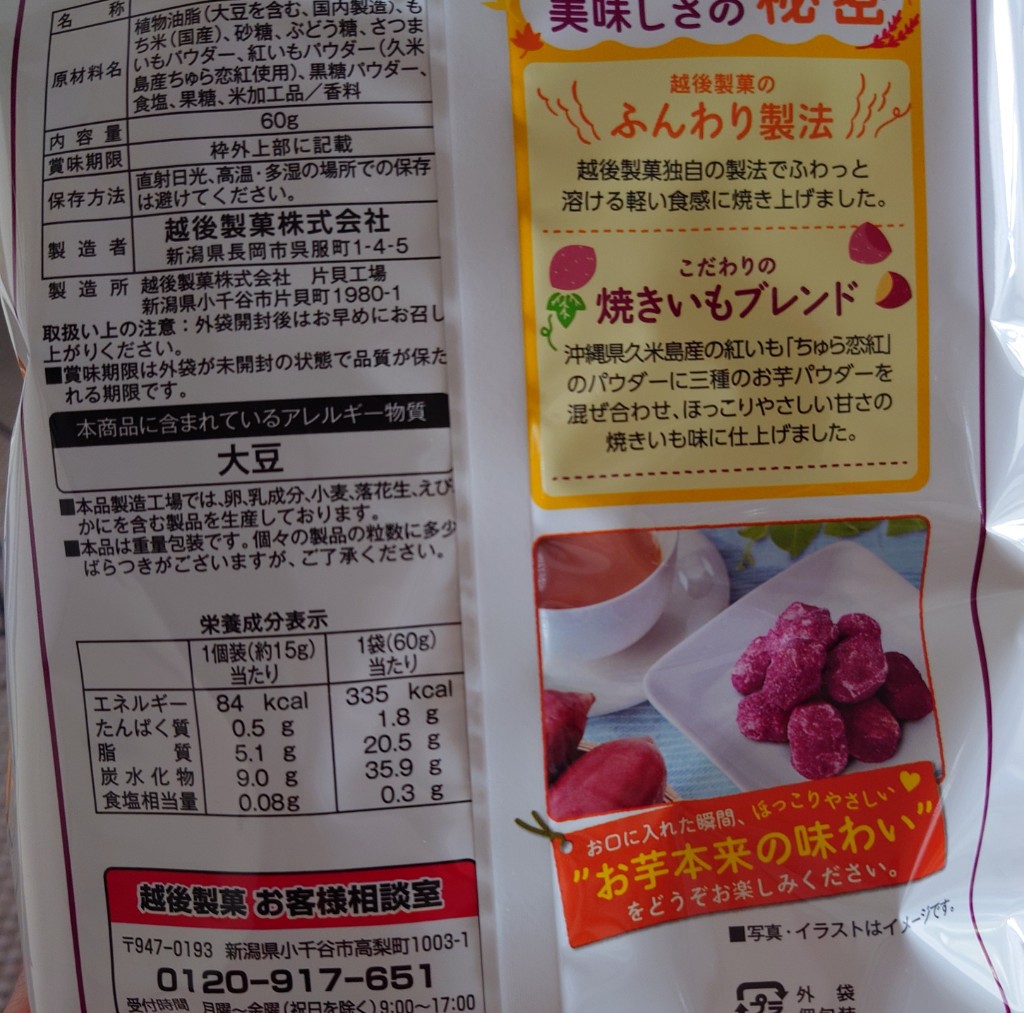 名称
原材料名
植物油脂(大豆を含む、国内製造)、も
ち米(国産)、砂糖、ぶどう糖、さつま
いもパウダー、紅いもパウダー(久米
島産ちゅら恋紅使用)、黒糖パウダー、
食塩、果糖、米加工品／香料
内容量 60g
賞味期限 枠外上部に記載
保存方法 直射日光、高温・多湿の場所での保存
は避けてください。
製造者 越後製菓株式会社
新潟県長岡市呉服町1-4-5
製造所 越後製菓株式会社 片貝工場
新潟県小千谷市片貝町1980-1
取扱い上の注意：外袋開封後はお早めにお召し
上がりください。
■賞味期限は外袋が未開封の状態で品質が保た
れる期限です。
本商品に含まれているアレルギー物質
大豆
■本品製造工場では、卵、乳成分、小麦、落花生、えび、
かにを含む製品を生産しております。
■本品は重量包装です。個々の製品の粒数に多少
ばらつきがございますが、ご了承ください。
栄養成分表示
1個装(約15g)当たり 1袋(60g)当たり
エネルギー 84 kcal 335 kcal
たんぱく質 0.5 g 1.8 g
脂質 5.1 g 20.5 g
炭水化物 9.0 g 35.9 g
食塩相当量 0.08g 0.3 g
越後製菓 お客様相談室
〒947-0193 新潟県小千谷市高梨町1003-1
0120-917-651
受付時間 月曜～金曜(祝日を除く)9:00～17:00
美味しさの秘密
越後製菓の
ふんわり製法
越後製菓独自の製法でふわっと
溶ける軽い食感に焼き上げました。
こだわりの
焼きいもブレンド
沖縄県久米島産の紅いも「ちゅら恋紅」
のパウダーに三種のお芋パウダーを
混ぜ合わせ、ほっこりやさしい甘さの
焼きいも味に仕上げました。
お口に入れた瞬間、ほっこりやさしい
"お芋本来の味わい"
をどうぞお楽しみください。
■写真・イラストはイメージです。
プラ 外袋
個包装